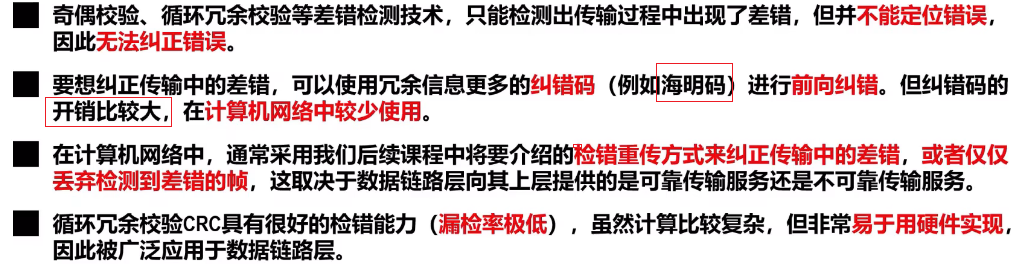 奇偶校验、循环冗余校验等差错检测技术，只能检测出传输过程中出现了差错，但并不能定位错误，
因此无法纠正错误。
要想纠正传输中的差错，可以使用冗余信息更多的纠错码（例如海明码）进行前向纠错。但纠错码的
开销比较大，在计算机网络中较少使用。
在计算机网络中，通常采用我们后续课程中将要介绍的检错重传方式来纠正传输中的差错，或者仅仅
丢弃检测到差错的帧，这取决于数据链路层向其上层提供的是可靠传输服务还是不可靠传输服务。
循环冗余校验CRC具有很好的检错能力（漏检率极低），虽然计算比较复杂，但非常易于用硬件实现，
因此被广泛应用于数据链路层。